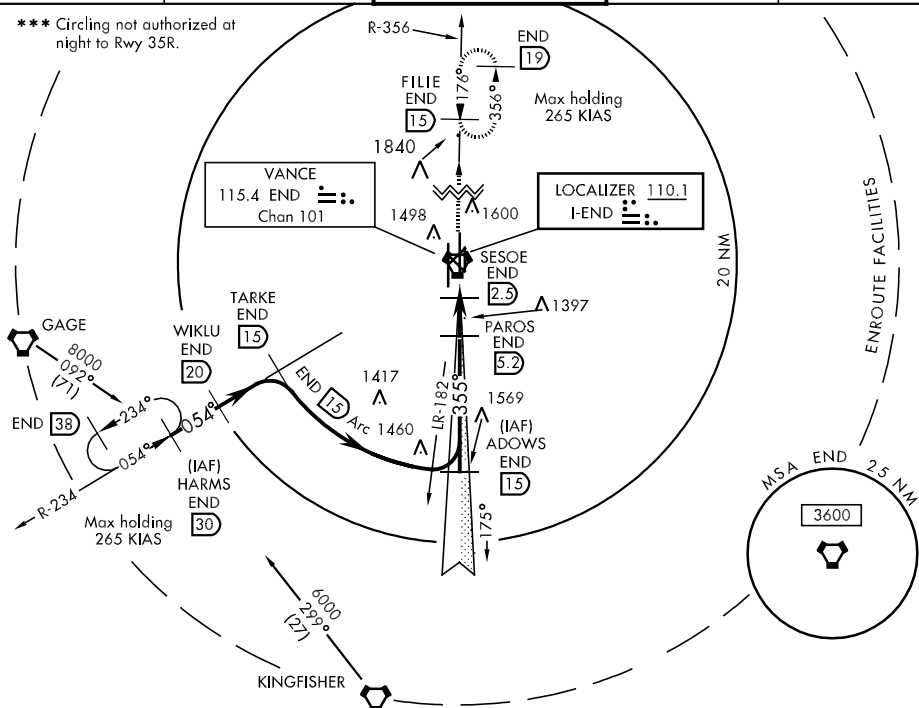 *** Circling not authorized at
night to Rwy 35R.
R-356
END
19
FILIE
END
15
176°
356°
Max holding
265 KIAS
1840
VANCE
115.4 END
Chan 101
1498
1600
LOCALIZER 110.1
I-END
SESOE
END
2.5
1397
PAROS
END
5.2
20 NM
ENROUTE FACILITIES
TARKE
END
15
WIKLU
END
20
GAGE
8000
092°
(71)
END 38
234°
054°
054°
R-234
(IAF)
HARMS
END
30
Max holding
265 KIAS
END 15 Arc
1417
1460
LR-182
355°
1569
(IAF)
ADOWS
END
15
175°
MSA END 25 NM
3600
6000
299°
(27)
KINGFISHER